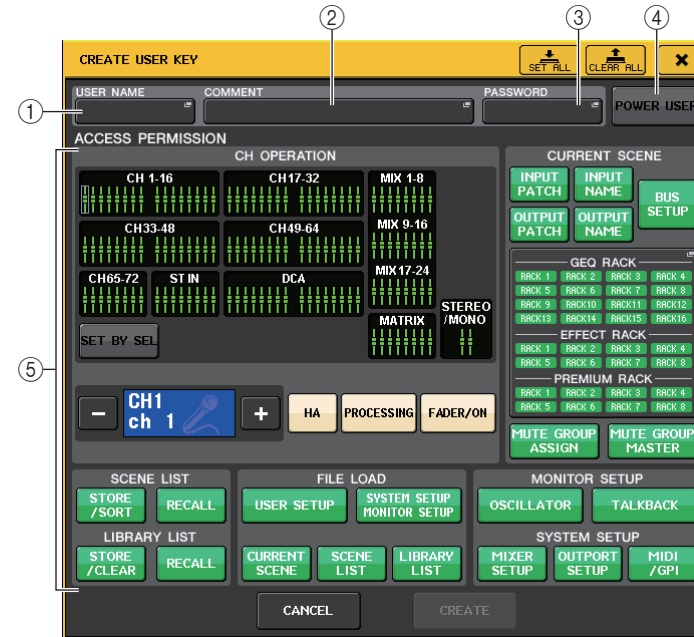 ① ② ③ ④ ⑤
CREATE USER KEY
SET ALL
CLEAR ALL
USER NAME
COMMENT
PASSWORD
POWER USER
ACCESS PERMISSION
CH OPERATION
CH 1-16
CH17-32
MIX 1-8
CH33-48
CH49-64
MIX 9-16
CH65-72
ST IN
DCA
MIX17-24
MATRIX
STEREO
/MONO
SET BY SEL
−
CH1
ch 1
+
HA
PROCESSING
FADER/ON
CURRENT SCENE
INPUT
PATCH
INPUT
NAME
BUS
SETUP
OUTPUT
PATCH
OUTPUT
NAME
GEQ RACK
RACK 1 RACK 2 RACK 3 RACK 4
RACK 5 RACK 6 RACK 7 RACK 8
RACK 9 RACK10 RACK11 RACK12
RACK13 RACK14 RACK15 RACK16
EFFECT RACK
RACK 1 RACK 2 RACK 3 RACK 4
RACK 5 RACK 6 RACK 7 RACK 8
PREMIUM RACK
RACK 1 RACK 2 RACK 3 RACK 4
RACK 5 RACK 6 RACK 7 RACK 8
MUTE GROUP
ASSIGN
MUTE GROUP
MASTER
SCENE LIST
STORE
/SORT
RECALL
LIBRARY LIST
STORE
/CLEAR
RECALL
FILE LOAD
USER SETUP
SYSTEM SETUP
MONITOR SETUP
CURRENT
SCENE
SCENE
LIST
LIBRARY
LIST
MONITOR SETUP
OSCILLATOR
TALKBACK
SYSTEM SETUP
MIXER
SETUP
OUTPORT
SETUP
MIDI
/GPI
CANCEL
CREATE